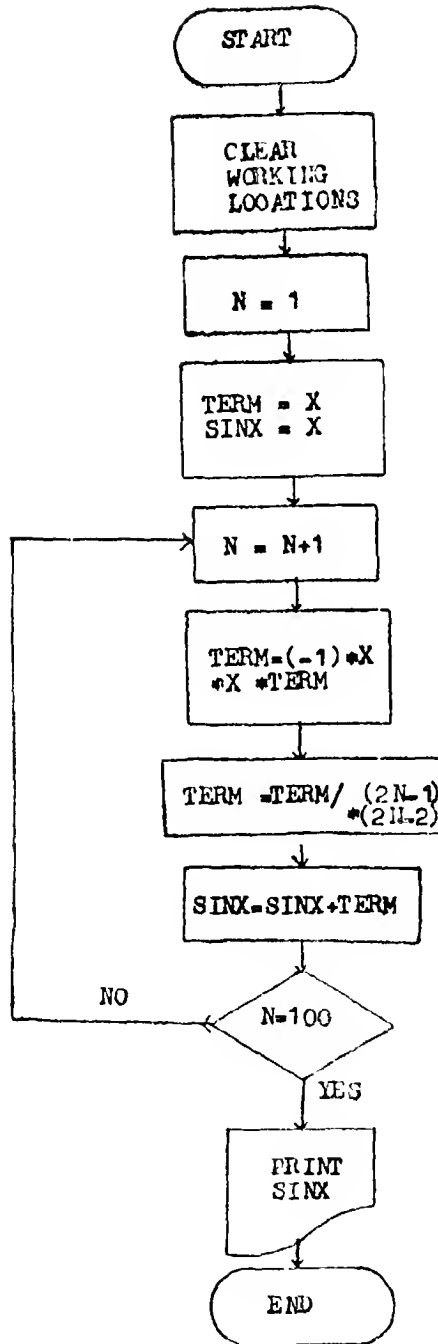 START
CLEAR
WORKING
LOOATIONS
N = 1
TERM = X
SINX = X
N = N+1
TERM=(-1)*X
*X *TERM
TERM =TERM/ (2N-1)
*(2N-2)
SINX=SINX+TERM
NO
N=100
YES
PRINT
SINX
END